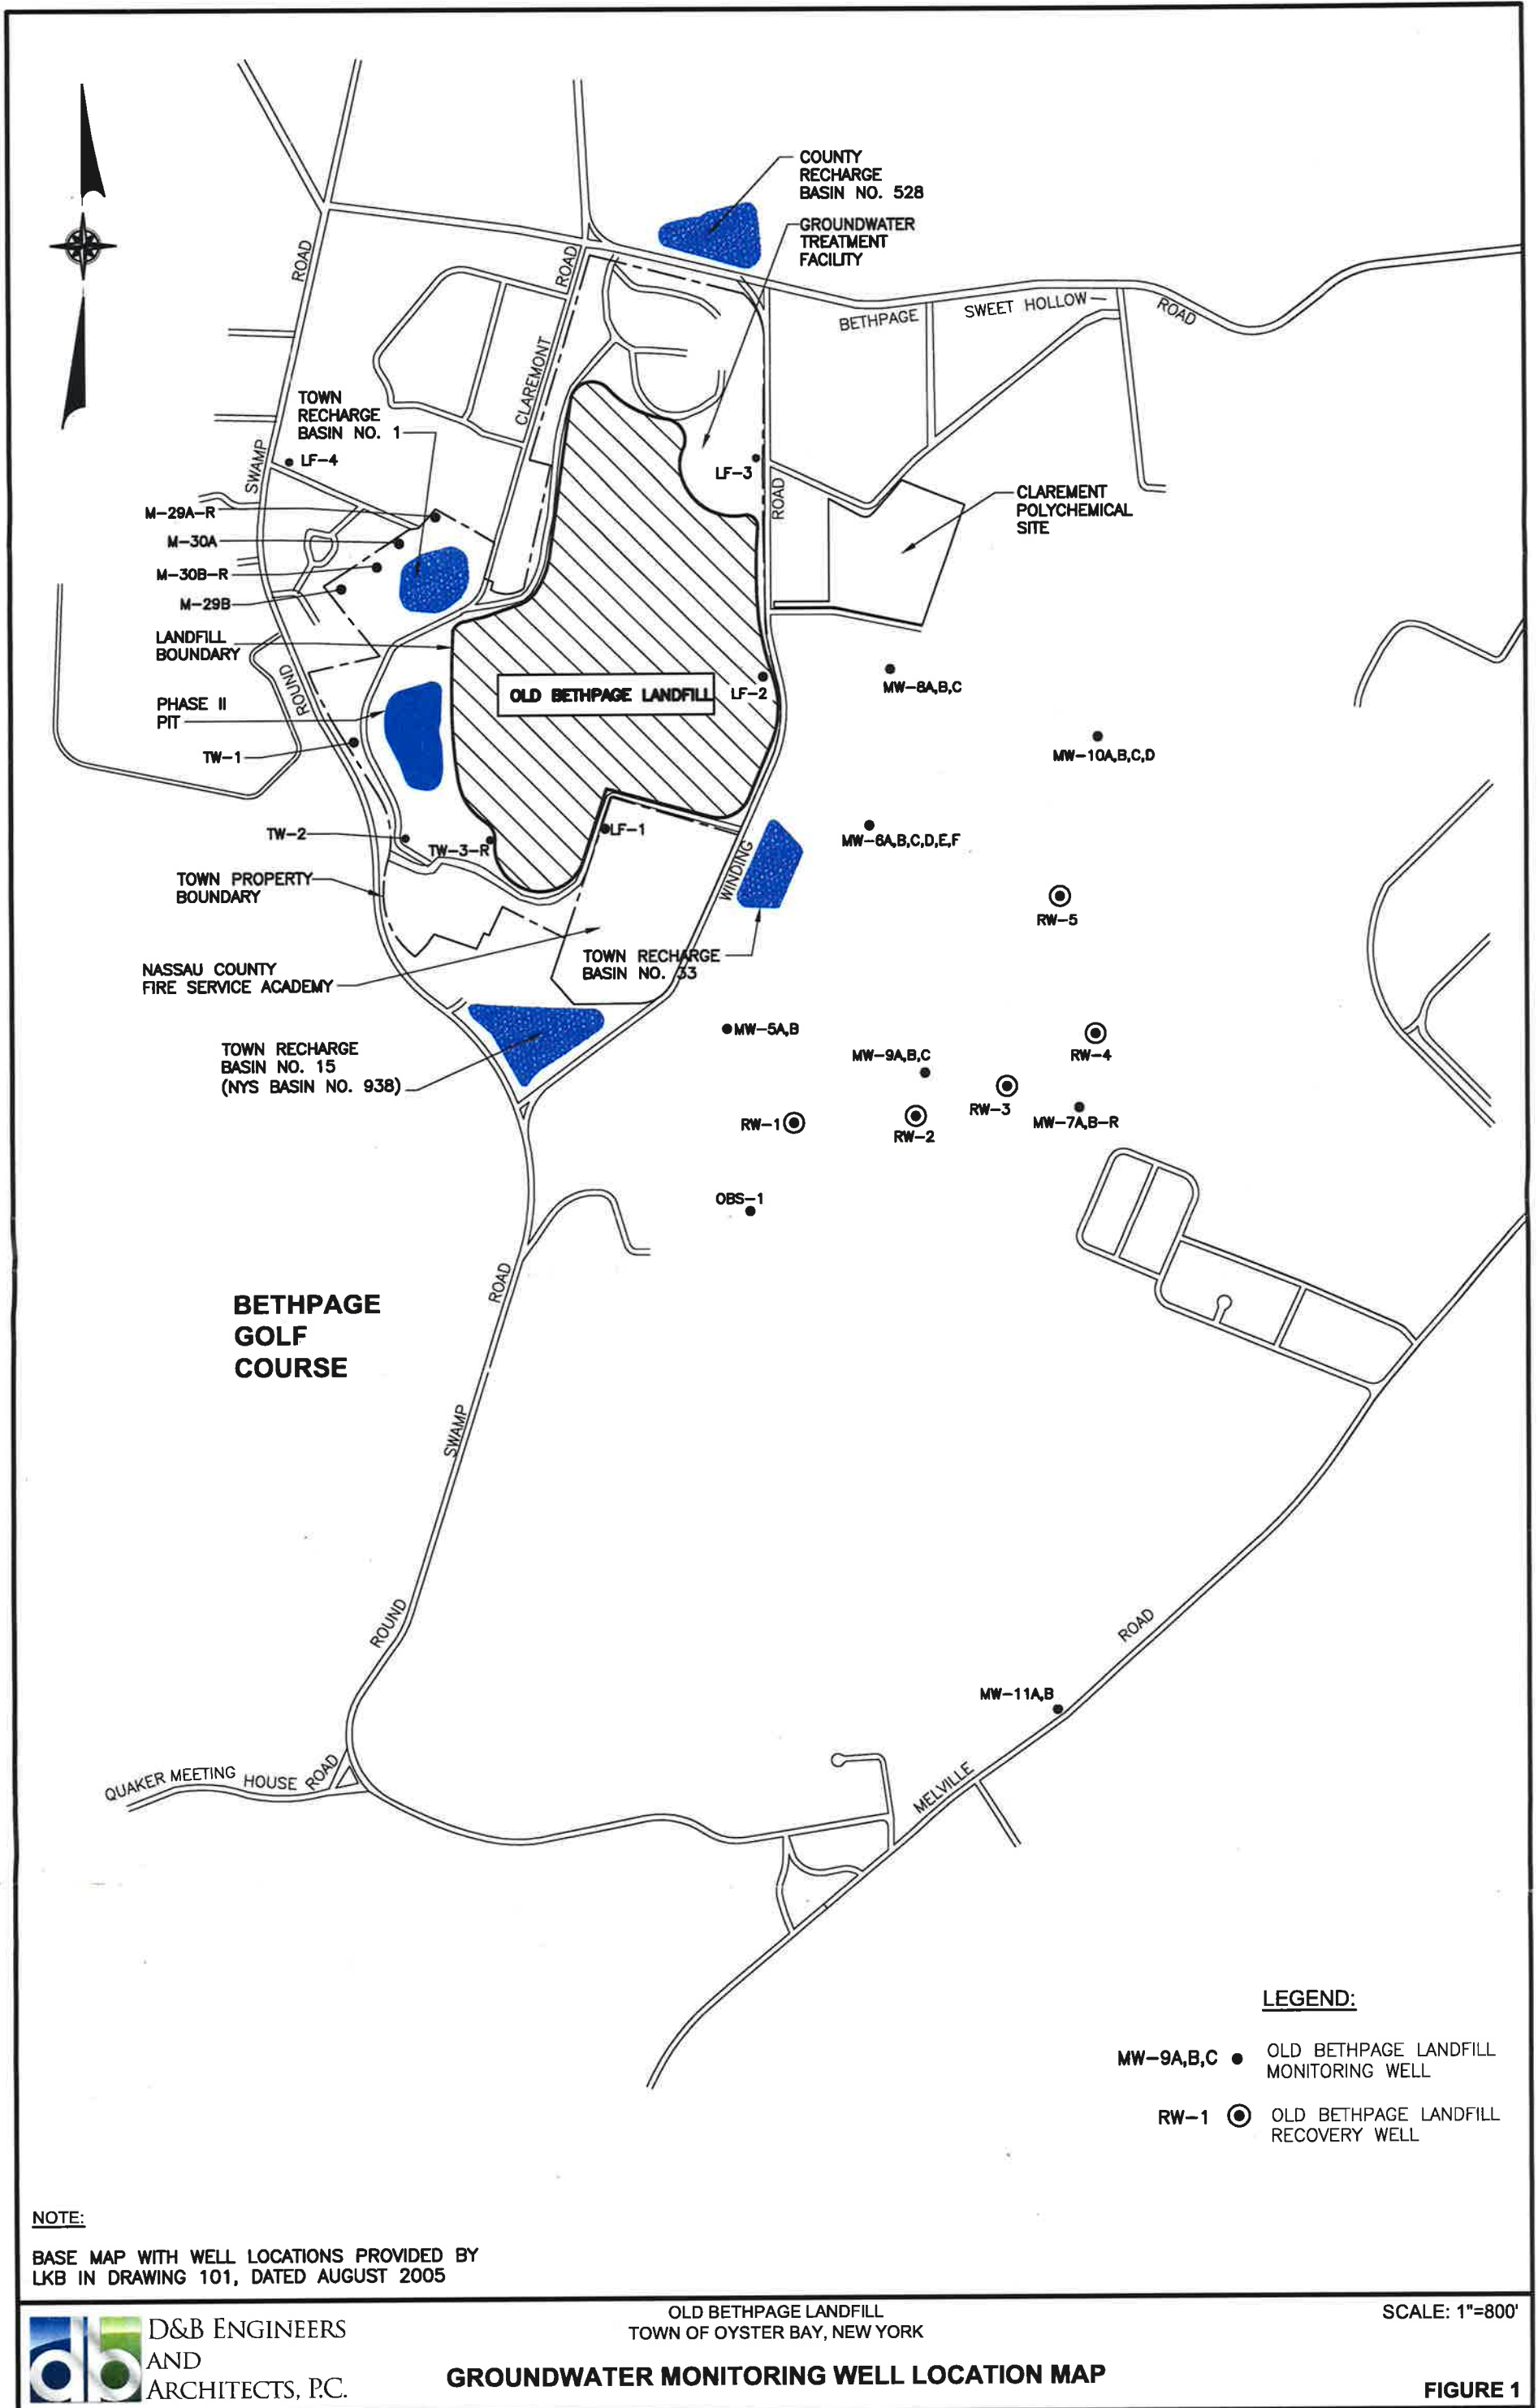 COUNTY
RECHARGE
BASIN NO. 528
GROUNDWATER
TREATMENT
FACILITY
ROAD
ROAD
BETHPAGE
SWEET HOLLOW
ROAD
CLAREMONT
TOWN
RECHARGE
BASIN NO. 1
SWAMP
LF-4
LF-3
ROAD
CLAREMENT
POLYCHEMICAL
SITE
M-29A-R
M-30A
M-30B-R
M-29B
LANDFILL
BOUNDARY
ROUND
OLD BETHPAGE LANDFILL
LF-2
MW-8A,B,C
PHASE II
PIT
TW-1
MW-10A,B,C,D
TW-2
TW-3-R
LF-1
WINDING
MW-6A,B,C,D,E,F
TOWN PROPERTY
BOUNDARY
RW-5
NASSAU COUNTY
FIRE SERVICE ACADEMY
TOWN RECHARGE
BASIN NO. 33
MW-5A,B
TOWN RECHARGE
BASIN NO. 15
(NYS BASIN NO. 938)
MW-9A,B,C
RW-4
RW-1
RW-2
RW-3
MW-7A,B-R
OBS-1
ROAD
BETHPAGE
GOLF
COURSE
SWAMP
ROUND
ROAD
MW-11A,B
QUAKER MEETING HOUSE ROAD
MELVILLE
LEGEND:
MW-9A,B,C OLD BETHPAGE LANDFILL
MONITORING WELL
RW-1 OLD BETHPAGE LANDFILL
RECOVERY WELL
NOTE:
BASE MAP WITH WELL LOCATIONS PROVIDED BY
LKB IN DRAWING 101, DATED AUGUST 2005
db
D&B ENGINEERS
AND
ARCHITECTS, P.C.
OLD BETHPAGE LANDFILL
TOWN OF OYSTER BAY, NEW YORK
GROUNDWATER MONITORING WELL LOCATION MAP
SCALE: 1"=800'
FIGURE 1